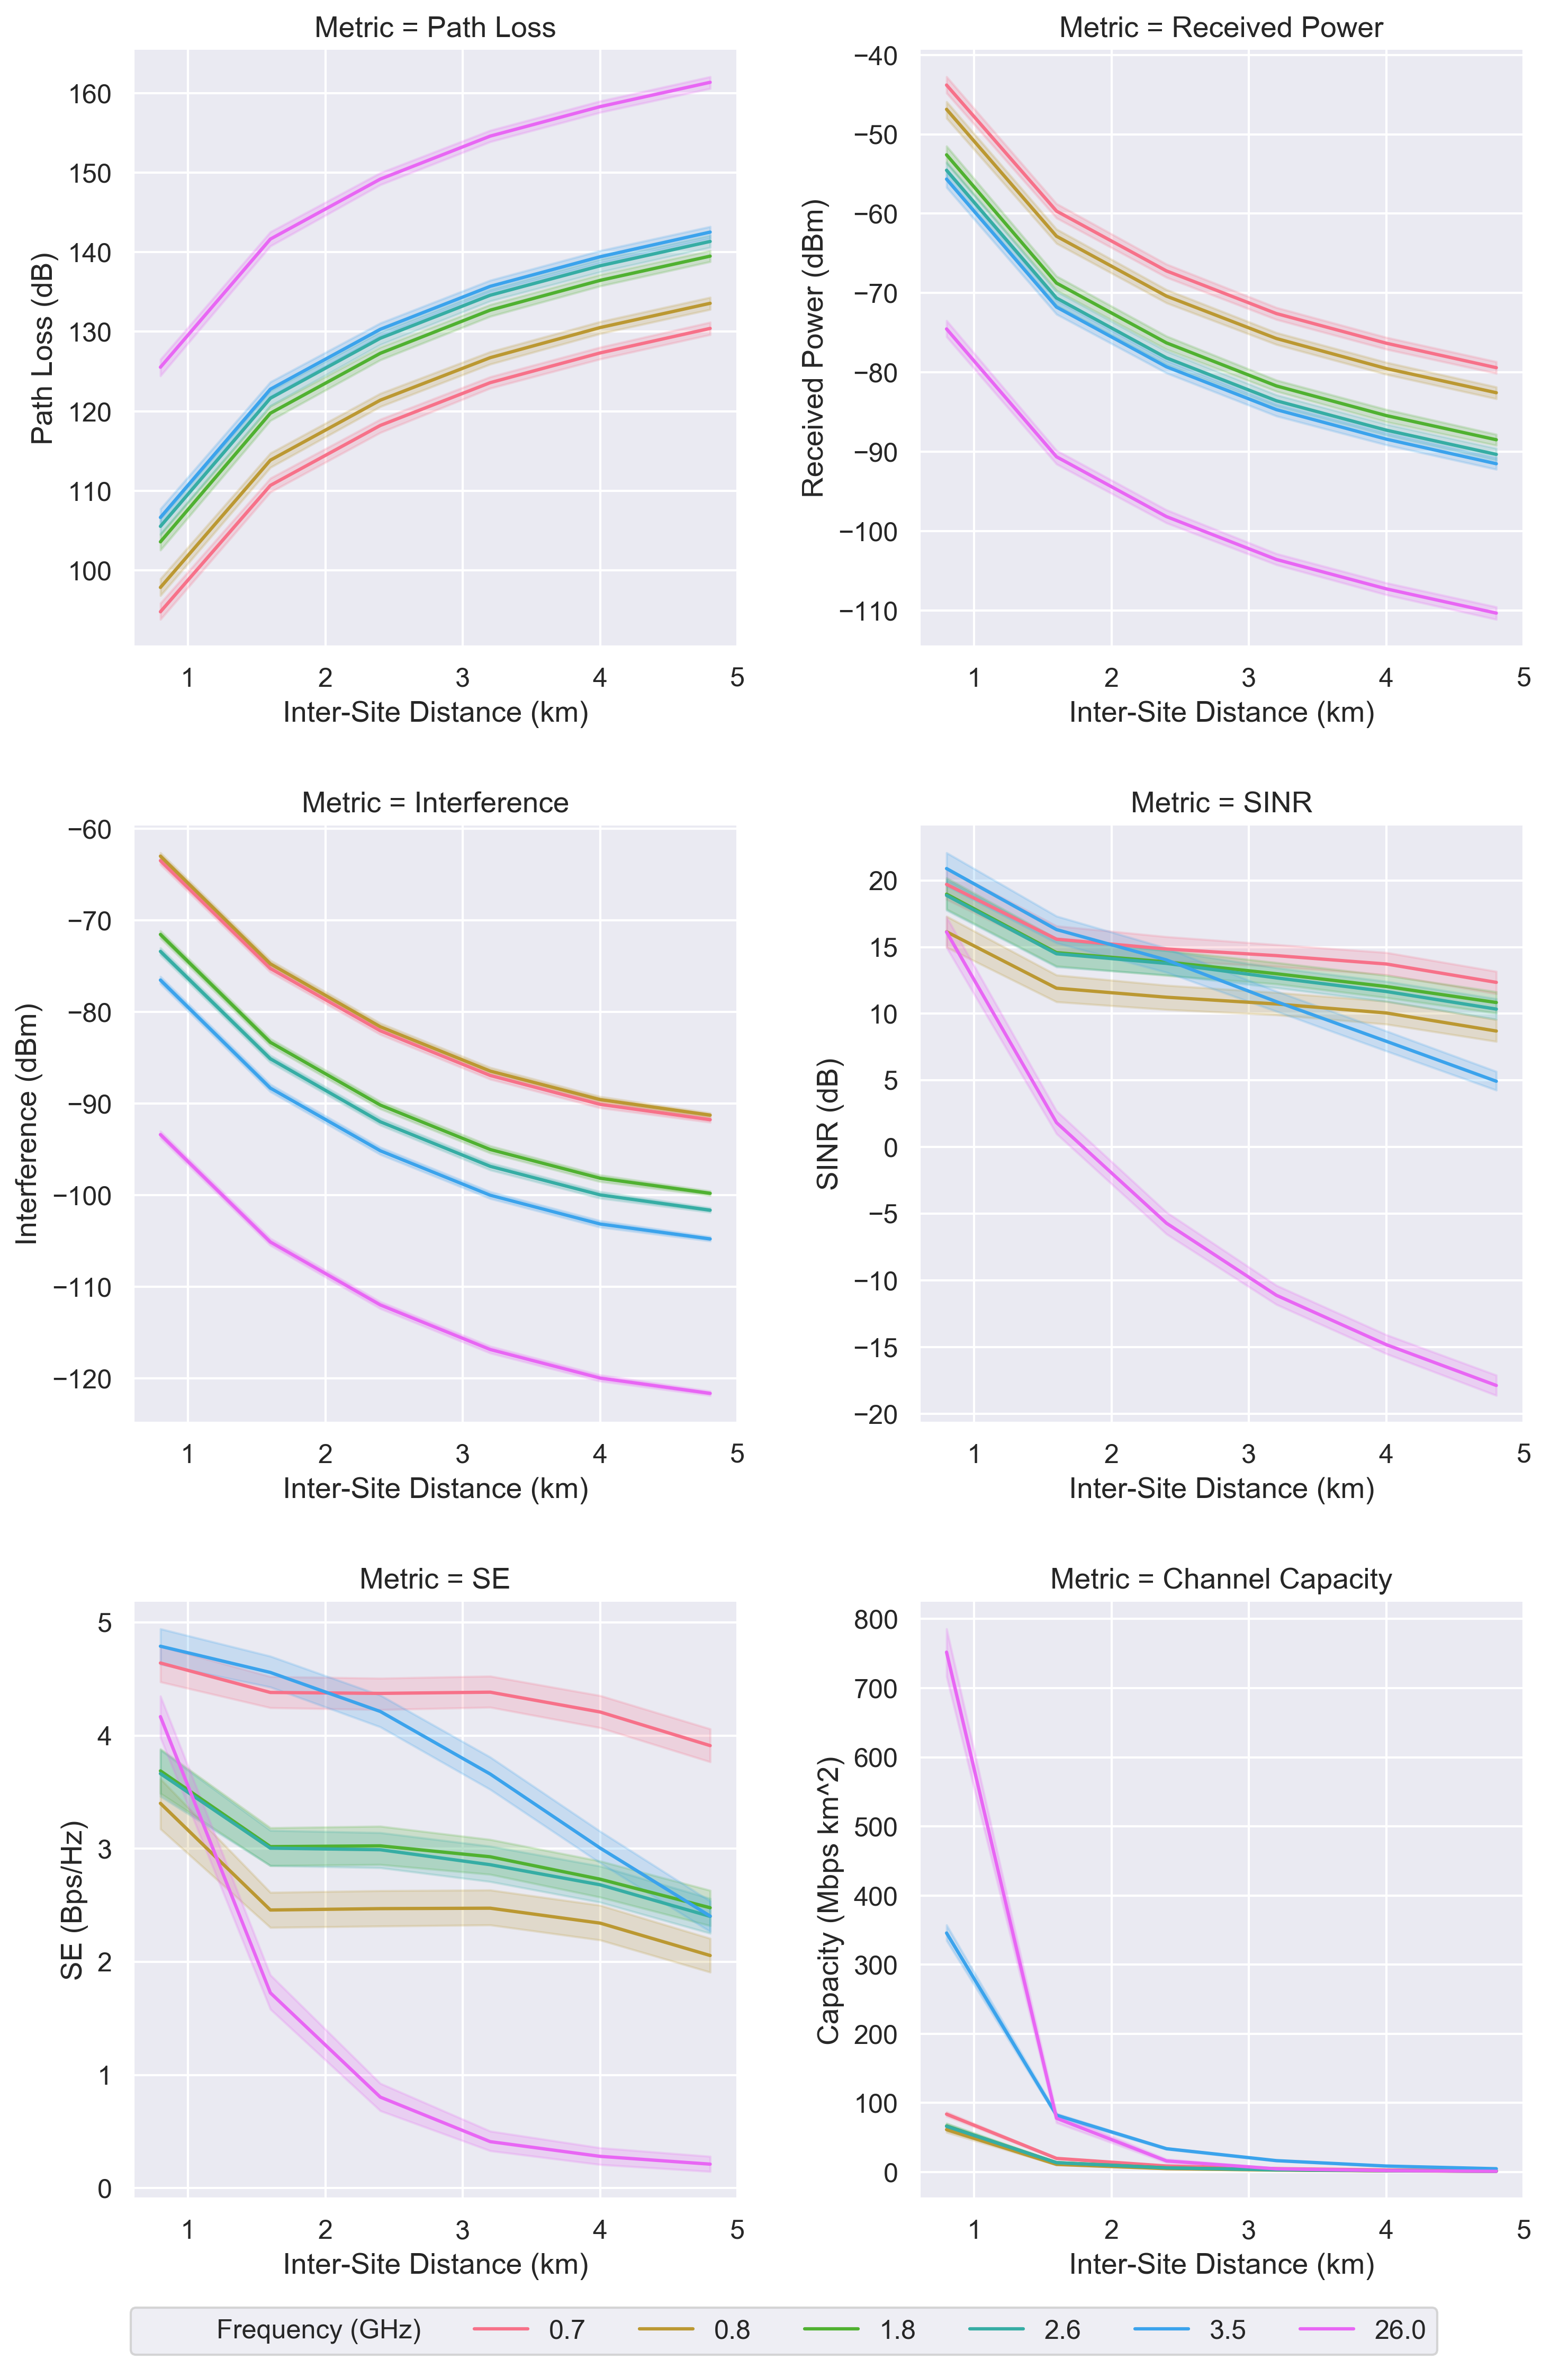 Metric = Path Loss
Path Loss (dB)
160
150
140
130
120
110
100
1 2 3 4 5
Inter-Site Distance (km)
Metric = Received Power
Received Power (dBm)
−40
−50
−60
−70
−80
−90
−100
−110
1 2 3 4 5
Inter-Site Distance (km)
Metric = Interference
Interference (dBm)
−60
−70
−80
−90
−100
−110
−120
1 2 3 4 5
Inter-Site Distance (km)
Metric = SINR
SINR (dB)
20
15
10
5
0
−5
−10
−15
−20
1 2 3 4 5
Inter-Site Distance (km)
Metric = SE
SE (Bps/Hz)
5
4
3
2
1
0
1 2 3 4 5
Inter-Site Distance (km)
Metric = Channel Capacity
Capacity (Mbps km^2)
800
700
600
500
400
300
200
100
0
1 2 3 4 5
Inter-Site Distance (km)
Frequency (GHz) 0.7 0.8 1.8 2.6 3.5 26.0